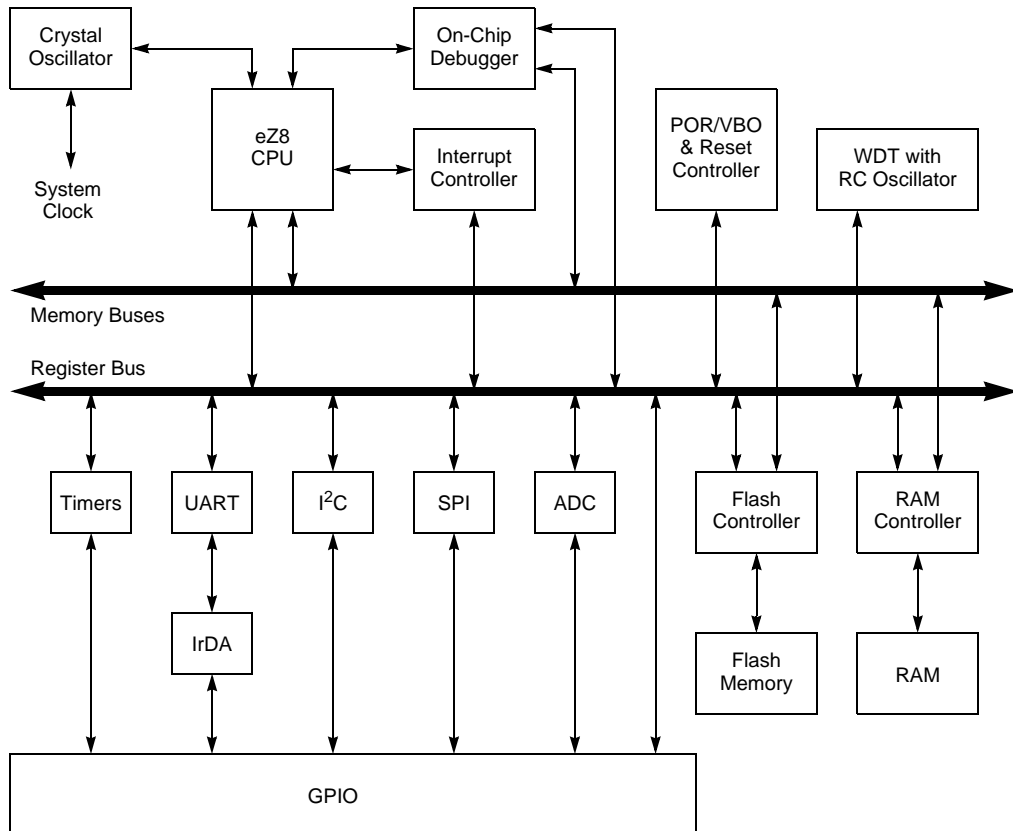 Crystal
Oscillator
On-Chip
Debugger
eZ8
CPU
Interrupt
Controller
POR/VBO
& Reset
Controller
WDT with
RC Oscillator
System
Clock
Memory Buses
Register Bus
Timers
UART
I²C
SPI
ADC
Flash
Controller
RAM
Controller
IrDA
Flash
Memory
RAM
GPIO